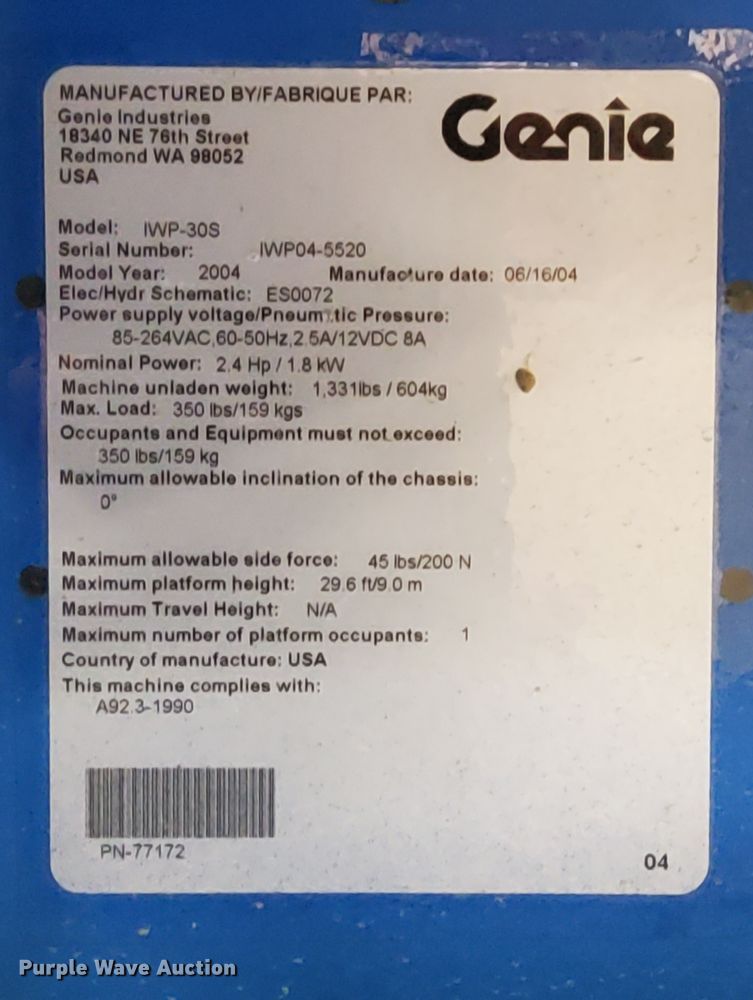 MANUFACTURED BY/FABRIQUE PAR:
Genie
Genie Industries
18340 NE 76th Street
Redmond WA 98052
USA
Model: IWP-30S
Serial Number: IWP04-5520
Model Year: 2004 Manufacture date: 06/16/04
Elec/Hydr Schematic: ES0072
Power supply voltage/Pneumatic Pressure:
85-264VAC,60-50Hz,2.5A/12VDC 8A
Nominal Power: 2.4 Hp / 1.8 kW
Machine unladen weight: 1,331lbs / 604kg
Max. Load: 350 lbs/159 kgs
Occupants and Equipment must not exceed:
350 lbs/159 kg
Maximum allowable inclination of the chassis:
0°
Maximum allowable side force: 45 lbs/200 N
Maximum platform height: 29.6 ft/9.0 m
Maximum Travel Height: N/A
Maximum number of platform occupants: 1
Country of manufacture: USA
This machine complies with:
A92.3-1990
PN-77172
04
Purple Wave Auction